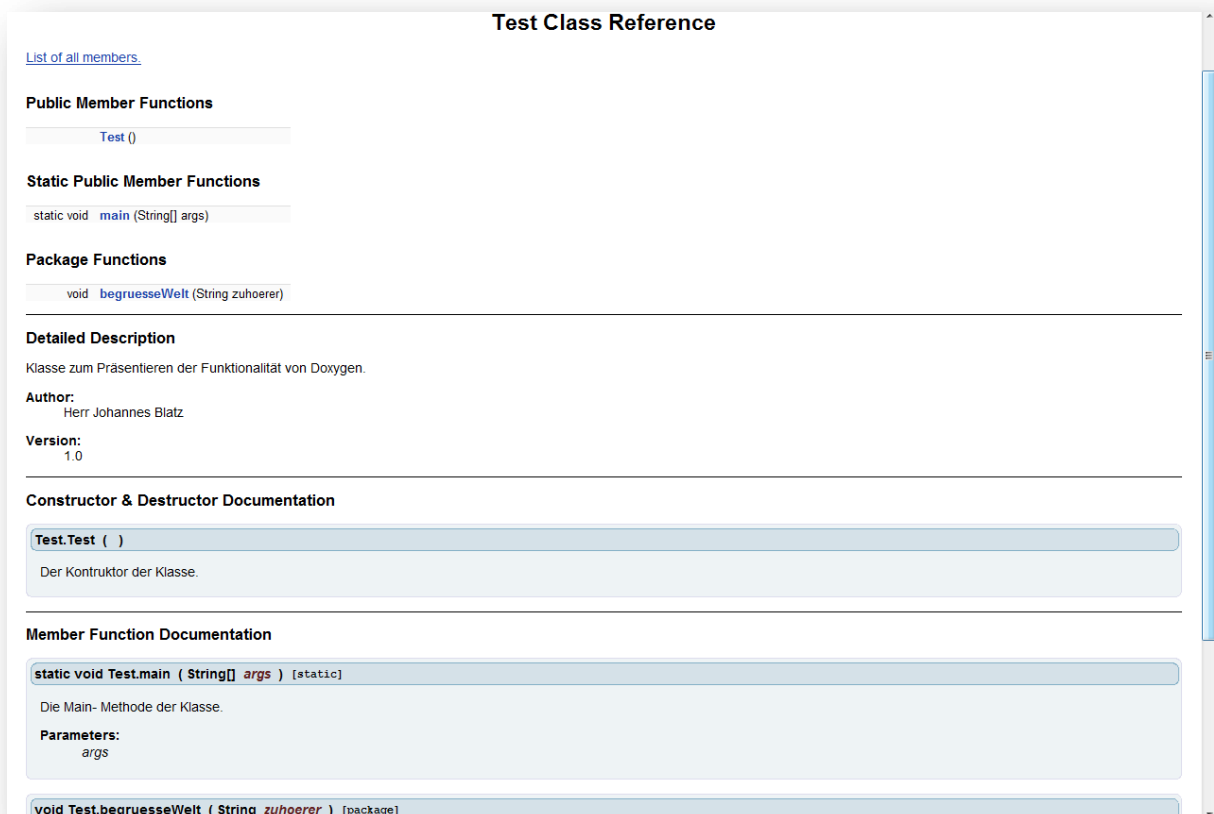 Test Class Reference
List of all members.
Public Member Functions
Test ()
Static Public Member Functions
static void main (String[] args)
Package Functions
void begruesseWelt (String zuhoerer)
Detailed Description
Klasse zum Präsentieren der Funktionalität von Doxygen.
Author:
Herr Johannes Blatz
Version:
1.0
Constructor & Destructor Documentation
Test.Test ( )
Der Kontruktor der Klasse.
Member Function Documentation
static void Test.main ( String[] args ) [static]
Die Main- Methode der Klasse.
Parameters:
args
void Test.begruesseWelt ( String zuhoerer ) [package]